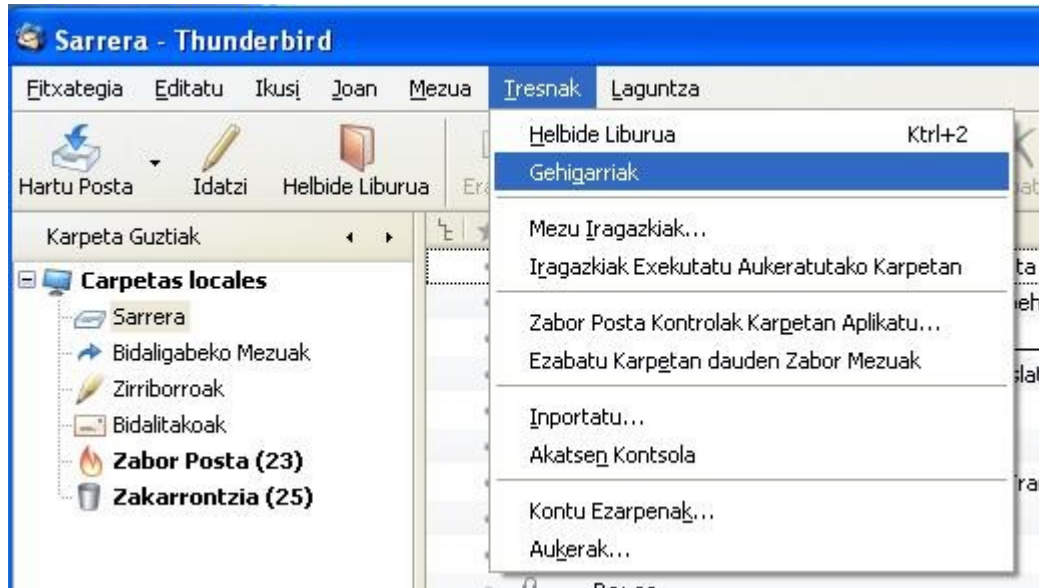 Sarrera - Thunderbird
Fitxategia Editatu Ikusi Joan Mezua Tresnak Laguntza
Hartu Posta Idatzi Helbide Liburua
Helbide Liburua Ktrl+2
Gehigarriak
Mezu Iragazkiak...
Iragazkiak Exekutatu Aukeratutako Karpetan
Zabor Posta Kontrolak Karpetan Aplikatu...
Ezabatu Karpetan dauden Zabor Mezuak
Inportatu...
Akatsen Kontsola
Kontu Ezarpenak...
Aukerak...
Karpeta Guztiak
Carpetas locales
Sarrera
Bidaligabeko Mezuak
Zirriborroak
Bidalitakoak
Zabor Posta (23)
Zakarrontzia (25)